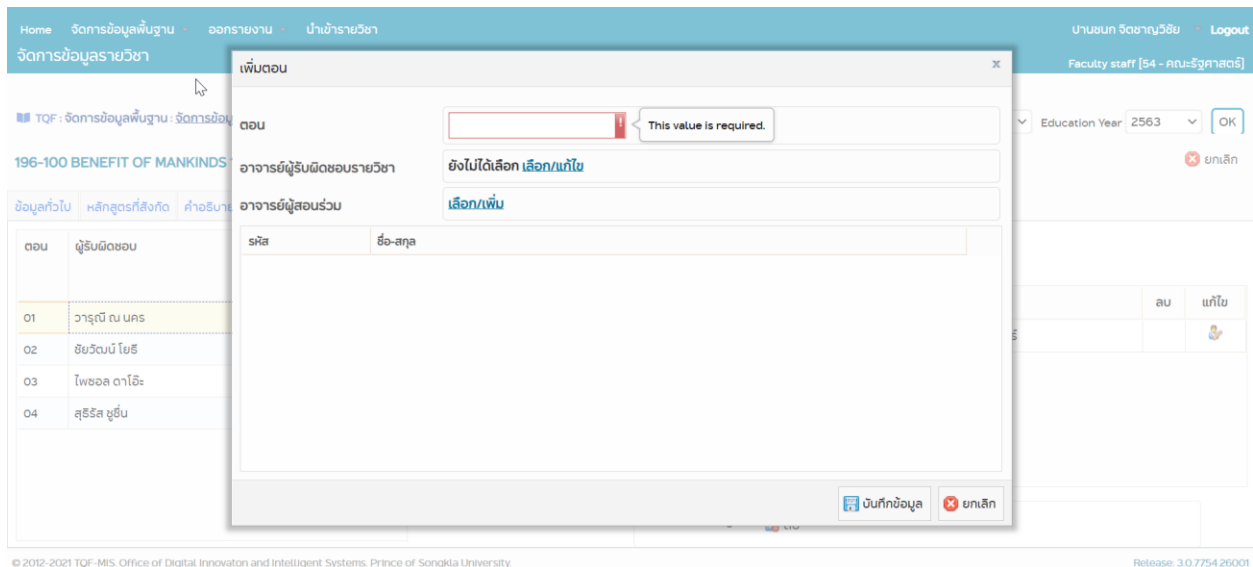 Home จัดการข้อมูลพื้นฐาน ออกรายงาน นำเข้ารายวิชา ปานชนก จิตชาญวิชัย Logout
จัดการข้อมูลรายวิชา Faculty staff [54 - คณะรัฐศาสตร์]
เพิ่มตอน x
TQF : จัดการข้อมูลพื้นฐาน : จัดการข้อมู Education Year 2563 OK
ตอน ! This value is required.
196-100 BENEFIT OF MANKINDS ยกเลิก
อาจารย์ผู้รับผิดชอบรายวิชา ยังไม่ได้เลือก เลือก/แก้ไข
ข้อมูลทั่วไป หลักสูตรที่สังกัด คำอธิบาย
อาจารย์ผู้สอนร่วม เลือก/เพิ่ม
ตอน ผู้รับผิดชอบ
รหัส ชื่อ-สกุล
ลบ แก้ไข
01 วารุณี ณ นคร
02 ชัยวัฒน์ โยธี
03 ไพซอล ดาโอ๊ะ
04 สุธิรัส ชูชื่น
บันทึกข้อมูล ยกเลิก
© 2012-2021 TQF-MIS. Office of Digital Innovaton and Intelligent Systems. Prince of Songkla University. Release: 3.0.7754.26001